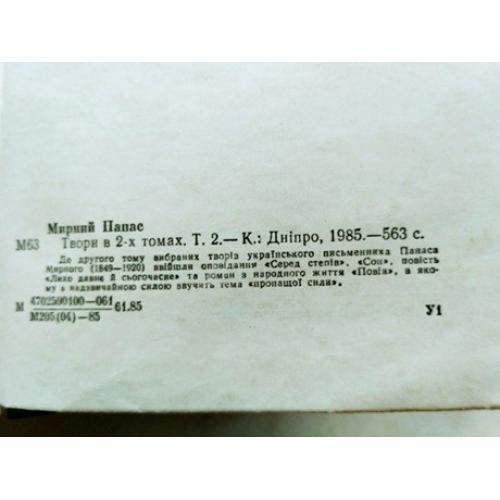 Мирний Панас
М63 Твори в 2-х томах. Т. 2.— К.: Дніпро, 1985.—563 с.
До другого тому вибраних творів українського письменника Панаса
Мирного (1849—1920) ввійшли оповідання «Серед степів», «Сон», повість
«Лихо давнє й сьогочасне» та роман з народного життя «Повія», в яко-
му з надзвичайною силою звучить тема «пропащої сили».
М 4702590100—061 61.85
М205(04)—85
У1